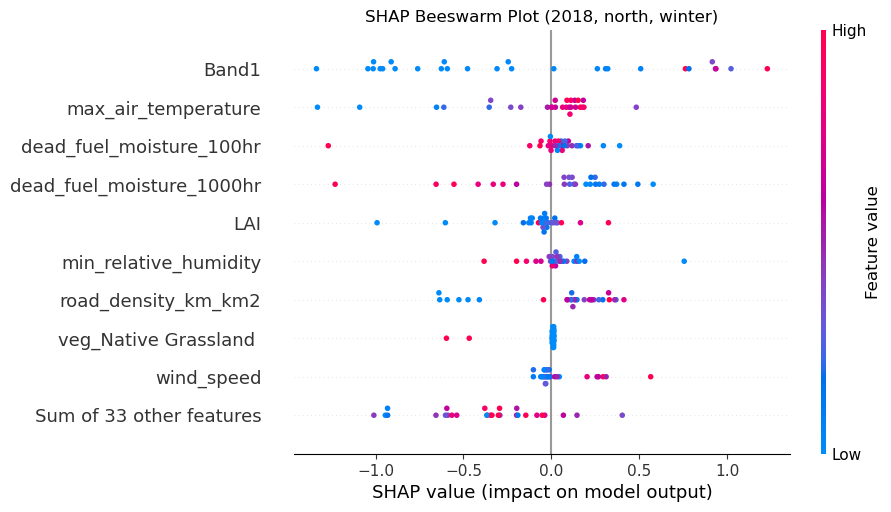 SHAP Beeswarm Plot (2018, north, winter)
High
Band1
max_air_temperature
dead_fuel_moisture_100hr
dead_fuel_moisture_1000hr
LAI
min_relative_humidity
road_density_km_km2
veg_Native Grassland
wind_speed
Sum of 33 other features
Feature value
Low
−1.0 −0.5 0.0 0.5 1.0
SHAP value (impact on model output)